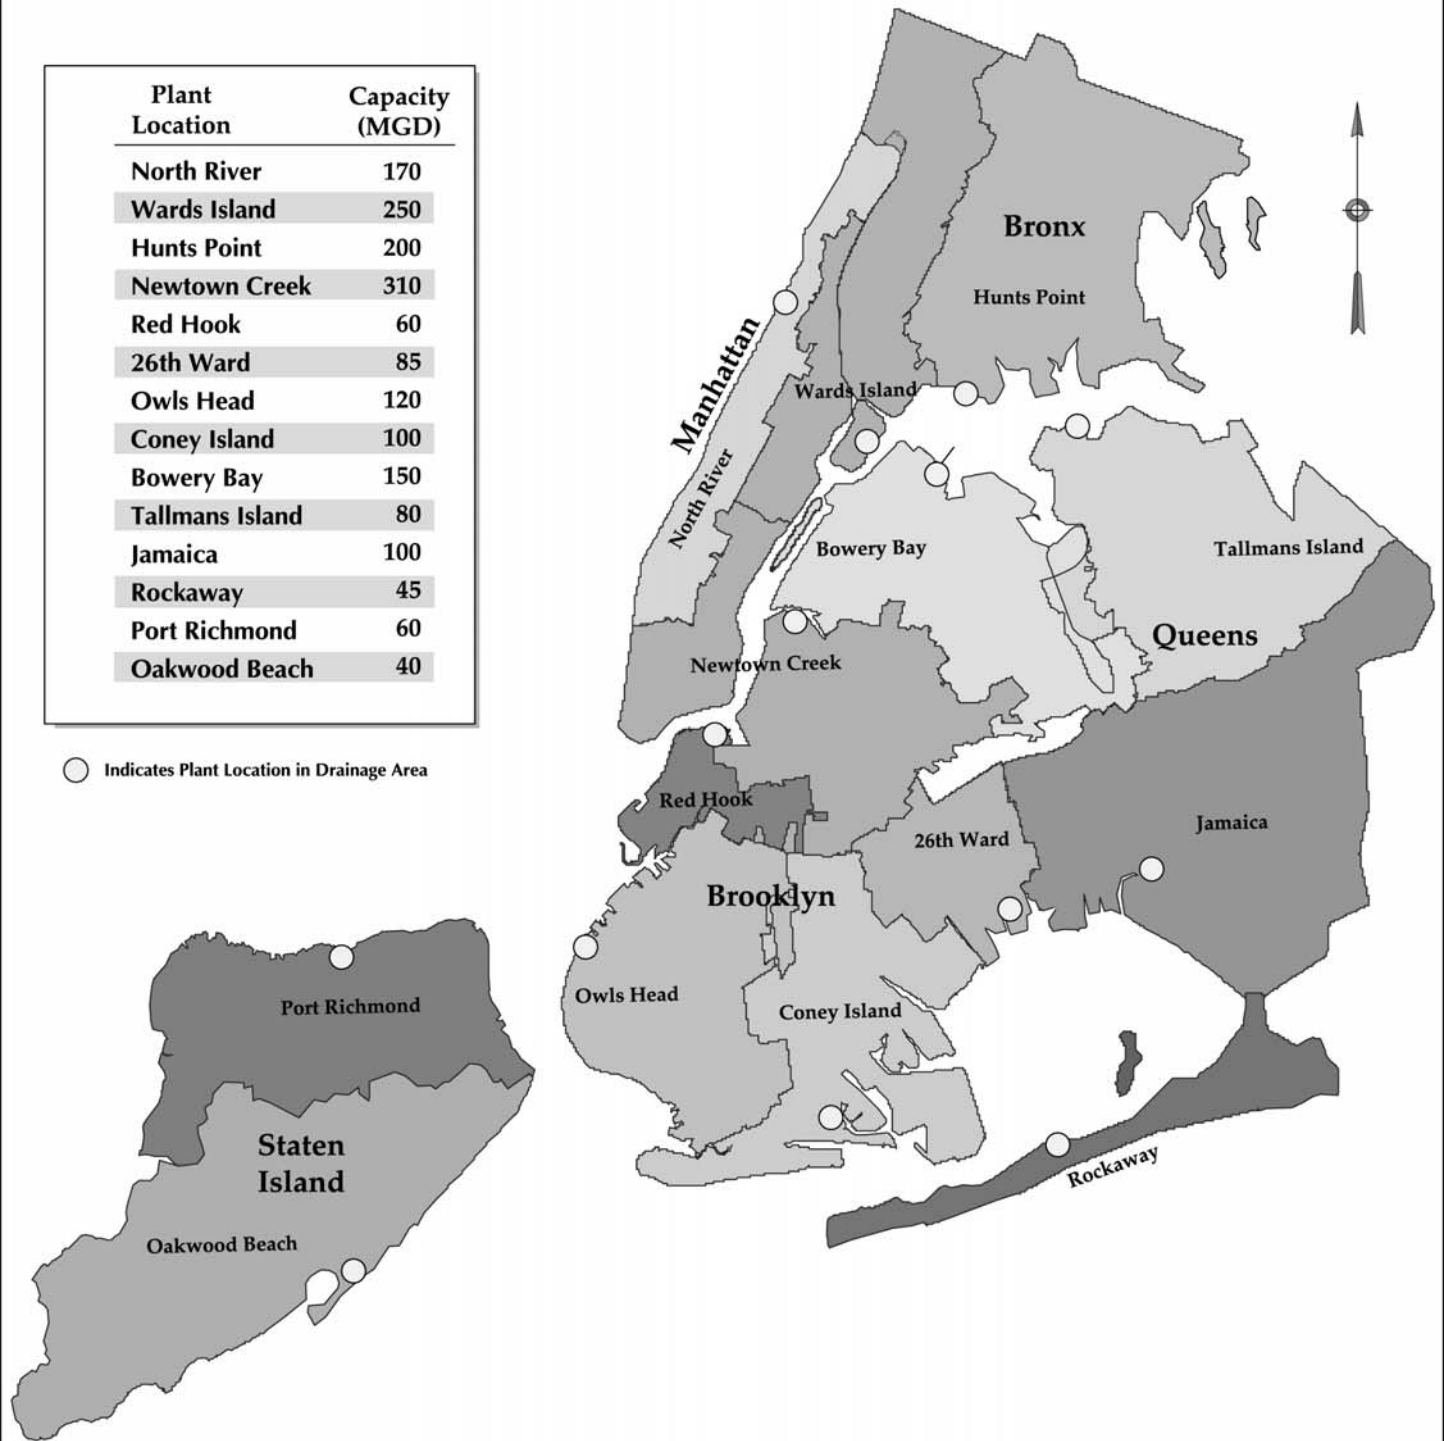 Plant Location
Capacity (MGD)
North River 170
Wards Island 250
Hunts Point 200
Newtown Creek 310
Red Hook 60
26th Ward 85
Owls Head 120
Coney Island 100
Bowery Bay 150
Tallmans Island 80
Jamaica 100
Rockaway 45
Port Richmond 60
Oakwood Beach 40
Indicates Plant Location in Drainage Area
Bronx
Hunts Point
Manhattan
Wards Island
North River
Bowery Bay
Tallmans Island
Queens
Newtown Creek
Red Hook
Jamaica
26th Ward
Brooklyn
Owls Head
Coney Island
Port Richmond
Staten
Island
Rockaway
Oakwood Beach